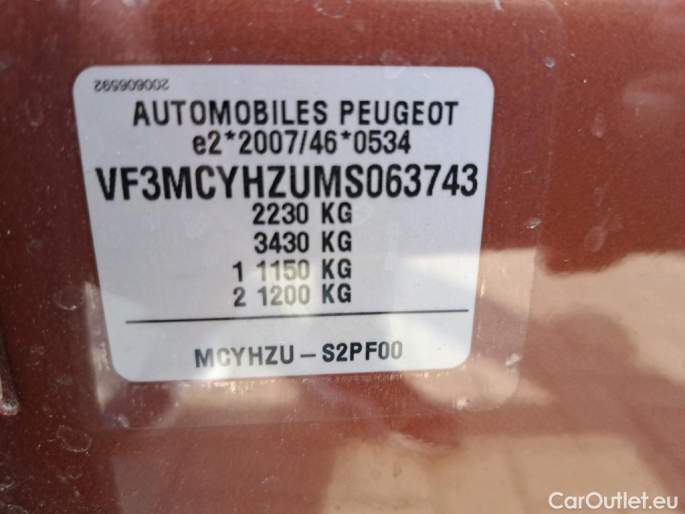 200606592
AUTOMOBILES PEUGEOT
e2*2007/46*0534
VF3MCYHZUMS063743
2230 KG
3430 KG
1 1150 KG
2 1200 KG
MCYHZU – S2PF00
CarOutlet.eu